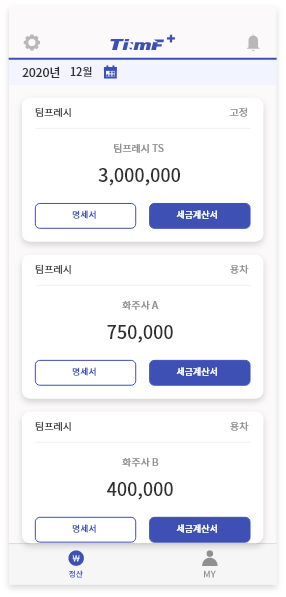 TimF+
2020년 12월
팀프레시 고정
팀프레시 TS
3,000,000
명세서 세금계산서
팀프레시 용차
화주사 A
750,000
명세서 세금계산서
팀프레시 용차
화주사 B
400,000
명세서 세금계산서
₩
정산 MY